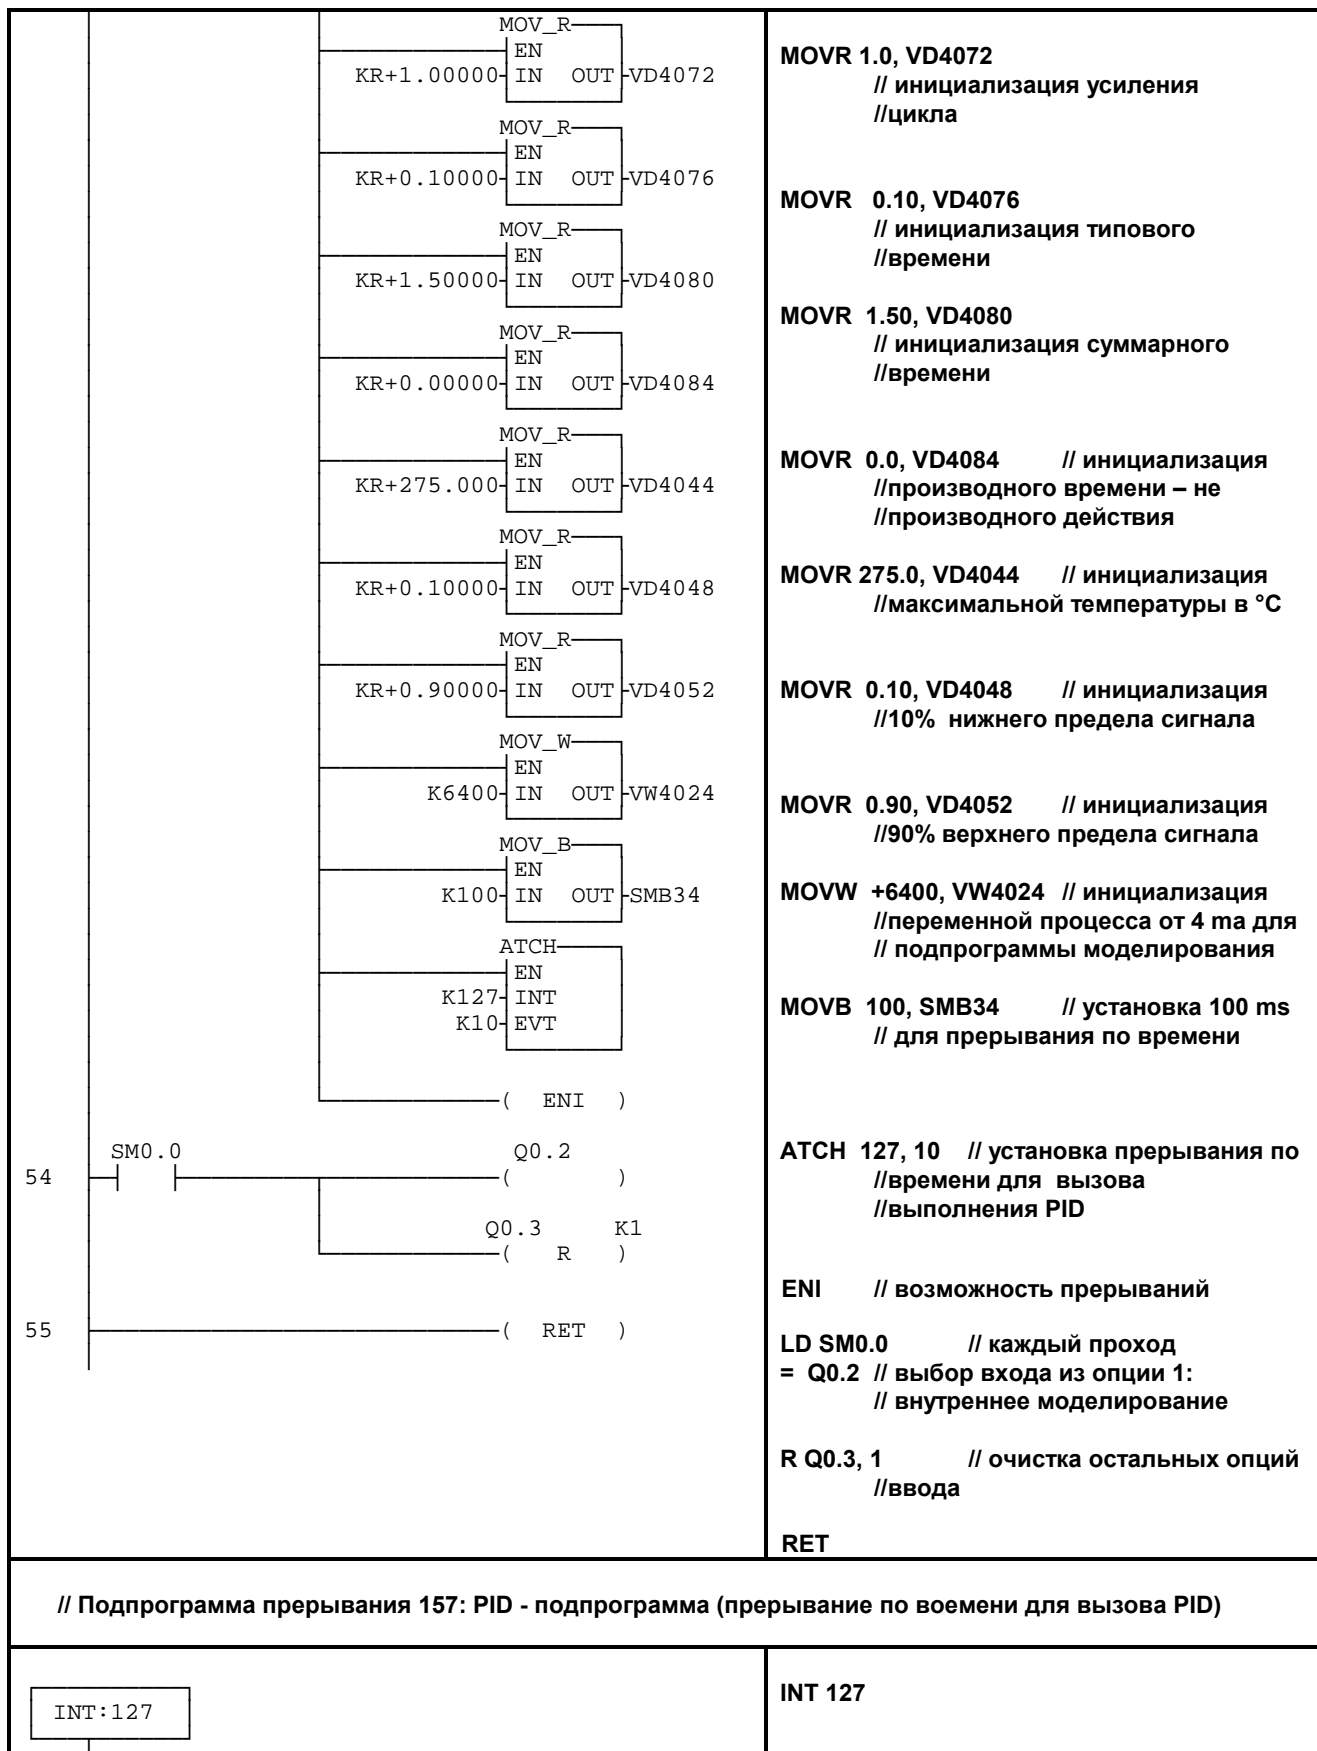 MOV_R
EN
KR+1.00000 IN OUT VD4072
MOV_R
EN
KR+0.10000 IN OUT VD4076
MOV_R
EN
KR+1.50000 IN OUT VD4080
MOV_R
EN
KR+0.00000 IN OUT VD4084
MOV_R
EN
KR+275.000 IN OUT VD4044
MOV_R
EN
KR+0.10000 IN OUT VD4048
MOV_R
EN
KR+0.90000 IN OUT VD4052
MOV_W
EN
K6400 IN OUT VW4024
MOV_B
EN
K100 IN OUT SMB34
ATCH
EN
K127 INT
K10 EVT
( ENI )
SM0.0 Q0.2
54 ( )
Q0.3 K1
( R )
55 ( RET )
MOVR 1.0, VD4072
// инициализация усиления
//цикла
MOVR 0.10, VD4076
// инициализация типового
//времени
MOVR 1.50, VD4080
// инициализация суммарного
//времени
MOVR 0.0, VD4084 // инициализация
//производного времени – не
//производного действия
MOVR 275.0, VD4044 // инициализация
//максимальной температуры в °C
MOVR 0.10, VD4048 // инициализация
//10% нижнего предела сигнала
MOVR 0.90, VD4052 // инициализация
//90% верхнего предела сигнала
MOVW +6400, VW4024 // инициализация
//переменной процесса от 4 ma для
// подпрограммы моделирования
MOVB 100, SMB34 // установка 100 ms
// для прерывания по времени
ATCH 127, 10 // установка прерывания по
//времени для вызова
//выполнения PID
ENI // возможность прерываний
LD SM0.0 // каждый проход
= Q0.2 // выбор входа из опции 1:
// внутреннее моделирование
R Q0.3, 1 // очистка остальных опций
//ввода
RET
// Подпрограмма прерывания 157: PID - подпрограмма (прерывание по воемени для вызова PID)
INT:127
INT 127